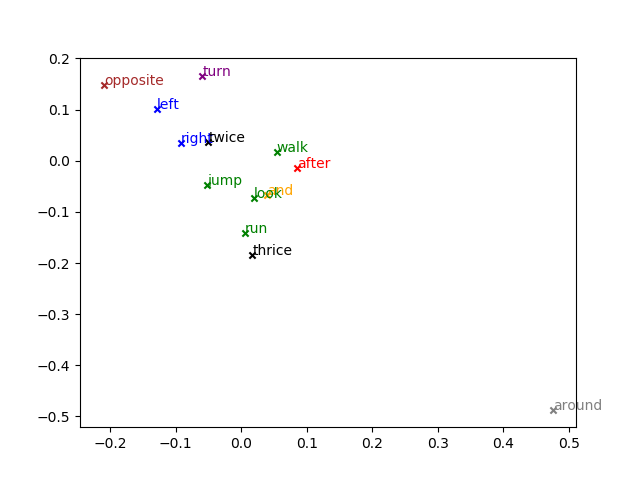 0.2
turn
opposite
left
0.1
right
twice
walk
0.0
after
jump
look
and
−0.1
run
thrice
−0.2
−0.3
−0.4
around
−0.5
−0.2 −0.1 0.0 0.1 0.2 0.3 0.4 0.5